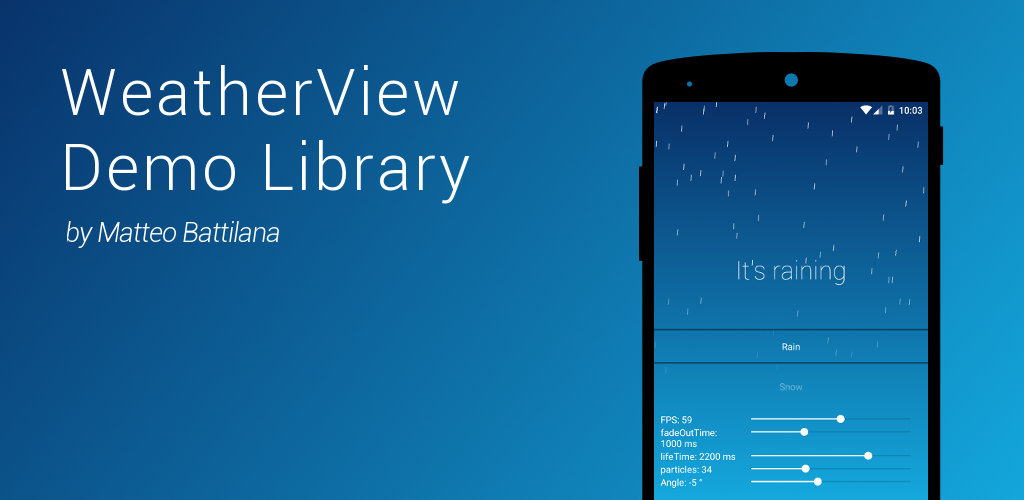 WeatherView
Demo Library
by Matteo Battilana
10:03
It's raining
Rain
Snow
FPS: 59
fadeOutTime:
1000 ms
lifeTime: 2200 ms
particles: 34
Angle: -5 °